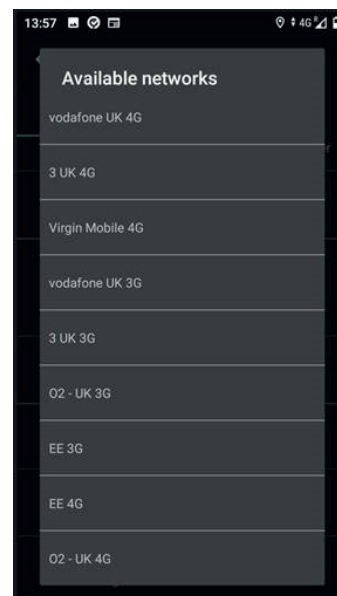 13:57 4G R
Available networks
vodafone UK 4G
3 UK 4G
Virgin Mobile 4G
vodafone UK 3G
3 UK 3G
O2 - UK 3G
EE 3G
EE 4G
O2 - UK 4G